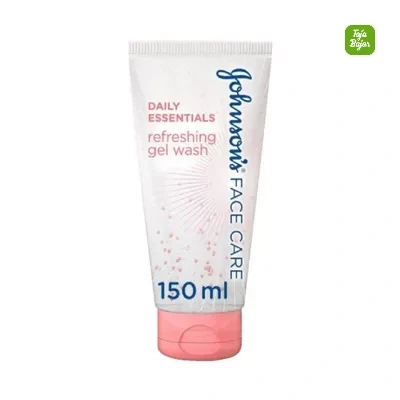 Taja
Bajar
DAILY
ESSENTIALS
refreshing
gel wash
Johnson's FACE CARE
150 ml